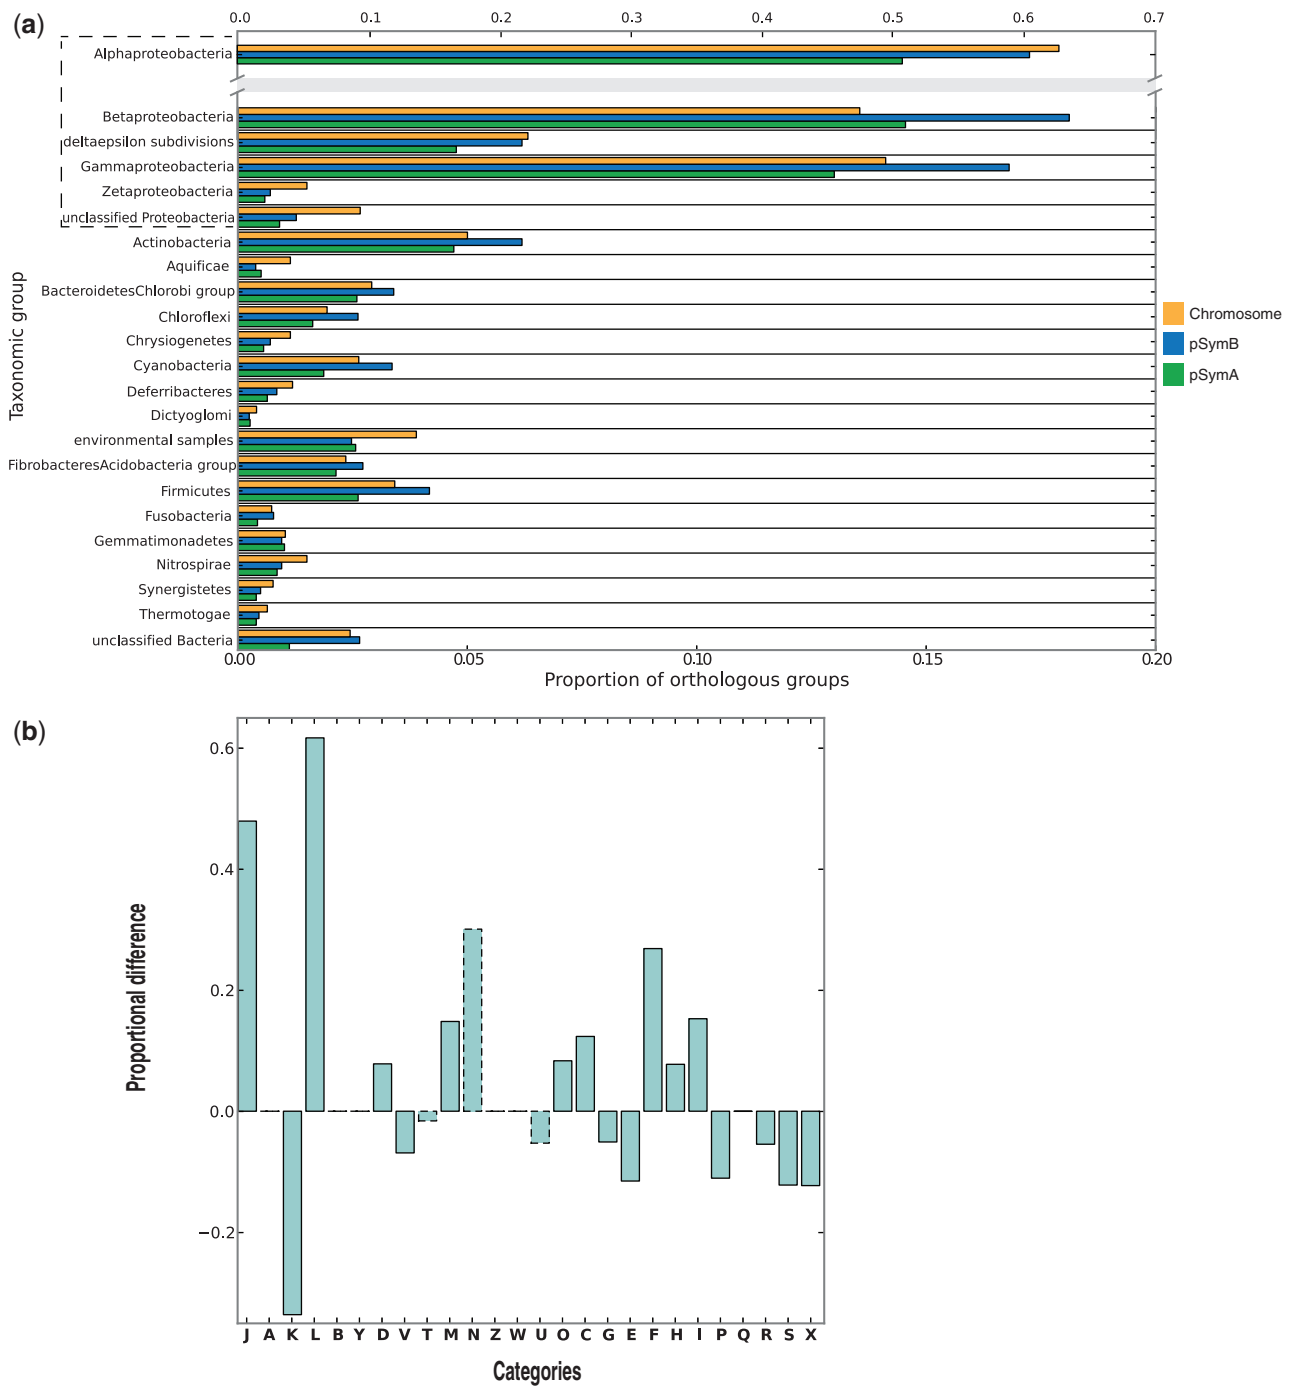 (a)
0.0 0.1 0.2 0.3 0.4 0.5 0.6 0.7
Alphaproteobacteria
Betaproteobacteria
deltaepsilon subdivisions
Gammaproteobacteria
Zetaproteobacteria
unclassified Proteobacteria
Actinobacteria
Aquificae
BacteroidetesChlorobi group
Chloroflexi
Chrysiogenetes
Cyanobacteria
Deferribacteres
Dictyoglomi
environmental samples
FibrobacteresAcidobacteria group
Firmicutes
Fusobacteria
Gemmatimonadetes
Nitrospirae
Synergistetes
Thermotogae
unclassified Bacteria
Taxonomic group
0.00 0.05 0.10 0.15 0.20
Proportion of orthologous groups
Chromosome
pSymB
pSymA
(b)
0.6
0.4
0.2
0.0
−0.2
Proportional difference
J A K L B Y D V T M N Z W U O C G E F H I P Q R S X
Categories